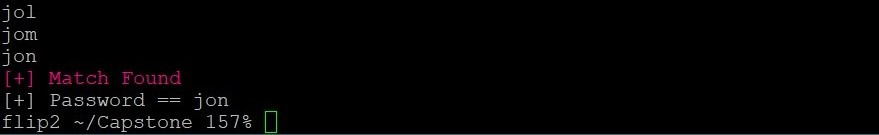 jol
jom
jon
[+] Match Found
[+] Password == jon
flip2 ~/Capstone 157%